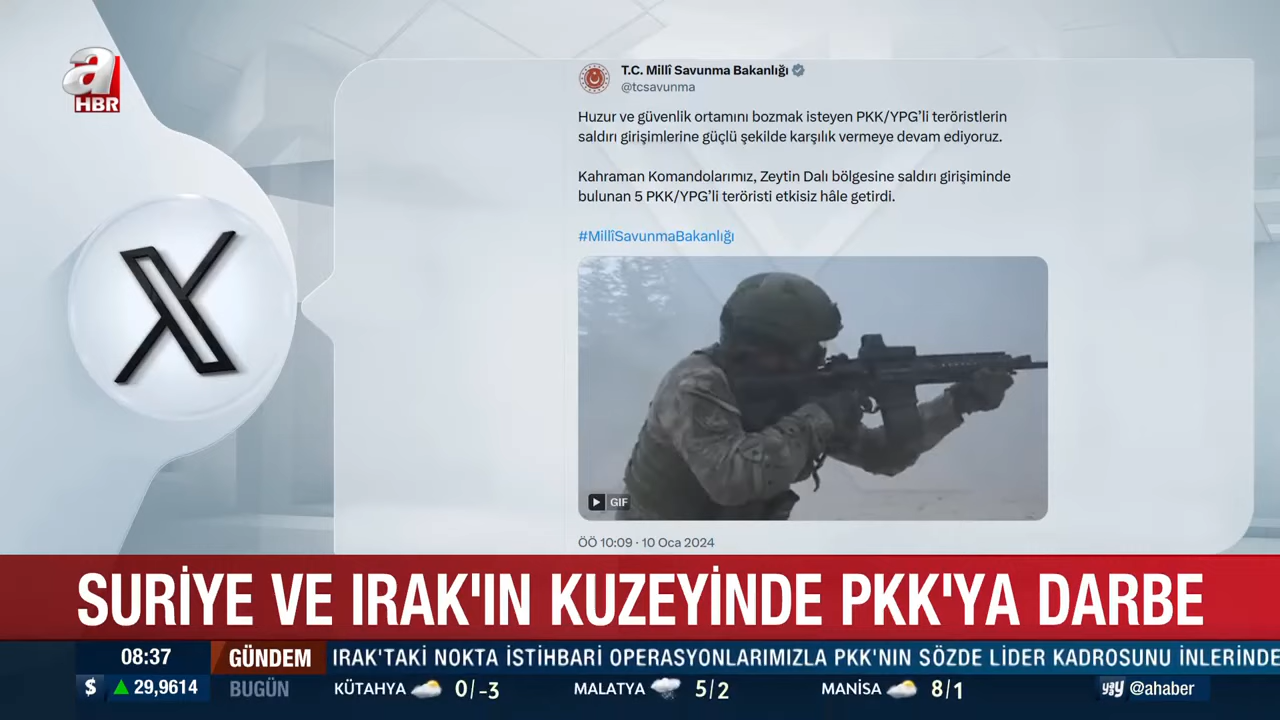 a
HBR
T.C. Millî Savunma Bakanlığı
@tcsavunma
Huzur ve güvenlik ortamını bozmak isteyen PKK/YPG’li teröristlerin
saldırı girişimlerine güçlü şekilde karşılık vermeye devam ediyoruz.
Kahraman Komandolarımız, Zeytin Dalı bölgesine saldırı girişiminde
bulunan 5 PKK/YPG’li teröristi etkisiz hâle getirdi.
#MillîSavunmaBakanlığı
GIF
ÖÖ 10:09 · 10 Oca 2024
SURİYE VE IRAK'IN KUZEYİNDE PKK'YA DARBE
08:37 GÜNDEM IRAK'TAKİ NOKTA İSTİHBARİ OPERASYONLARIMIZLA PKK'NIN SÖZDE LİDER KADROSUNU İNLERİNDE
$ 29,9614 BUGÜN KÜTAHYA 0/-3 MALATYA 5/2 MANİSA 8/1 @ahaber